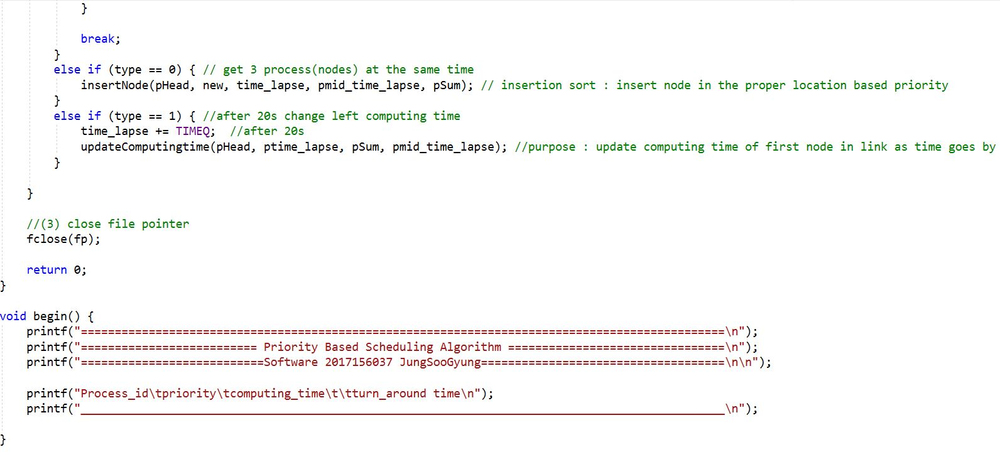 }
break;
}
else if (type == 0) { // get 3 process(nodes) at the same time
insertNode(pHead, new, time_lapse, pmid_time_lapse, pSum); // insertion sort : insert node in the proper location based priority
}
else if (type == 1) { //after 20s change left computing time
time_lapse += TIMEQ;  //after 20s
updateComputingtime(pHead, ptime_lapse, pSum, pmid_time_lapse); //purpose : update computing time of first node in link as time goes by
}
}
//(3) close file pointer
fclose(fp);
return 0;
}
void begin() {
printf("===============================================================================================\n");
printf("========================== Priority Based Scheduling Algorithm ================================\n");
printf("===========================Software 2017156037 JungSooGyung====================================\n\n");
printf("Process_id\tpriority\tcomputing_time\t\tturn_around time\n");
printf("_______________________________________________________________________________________________\n");
}